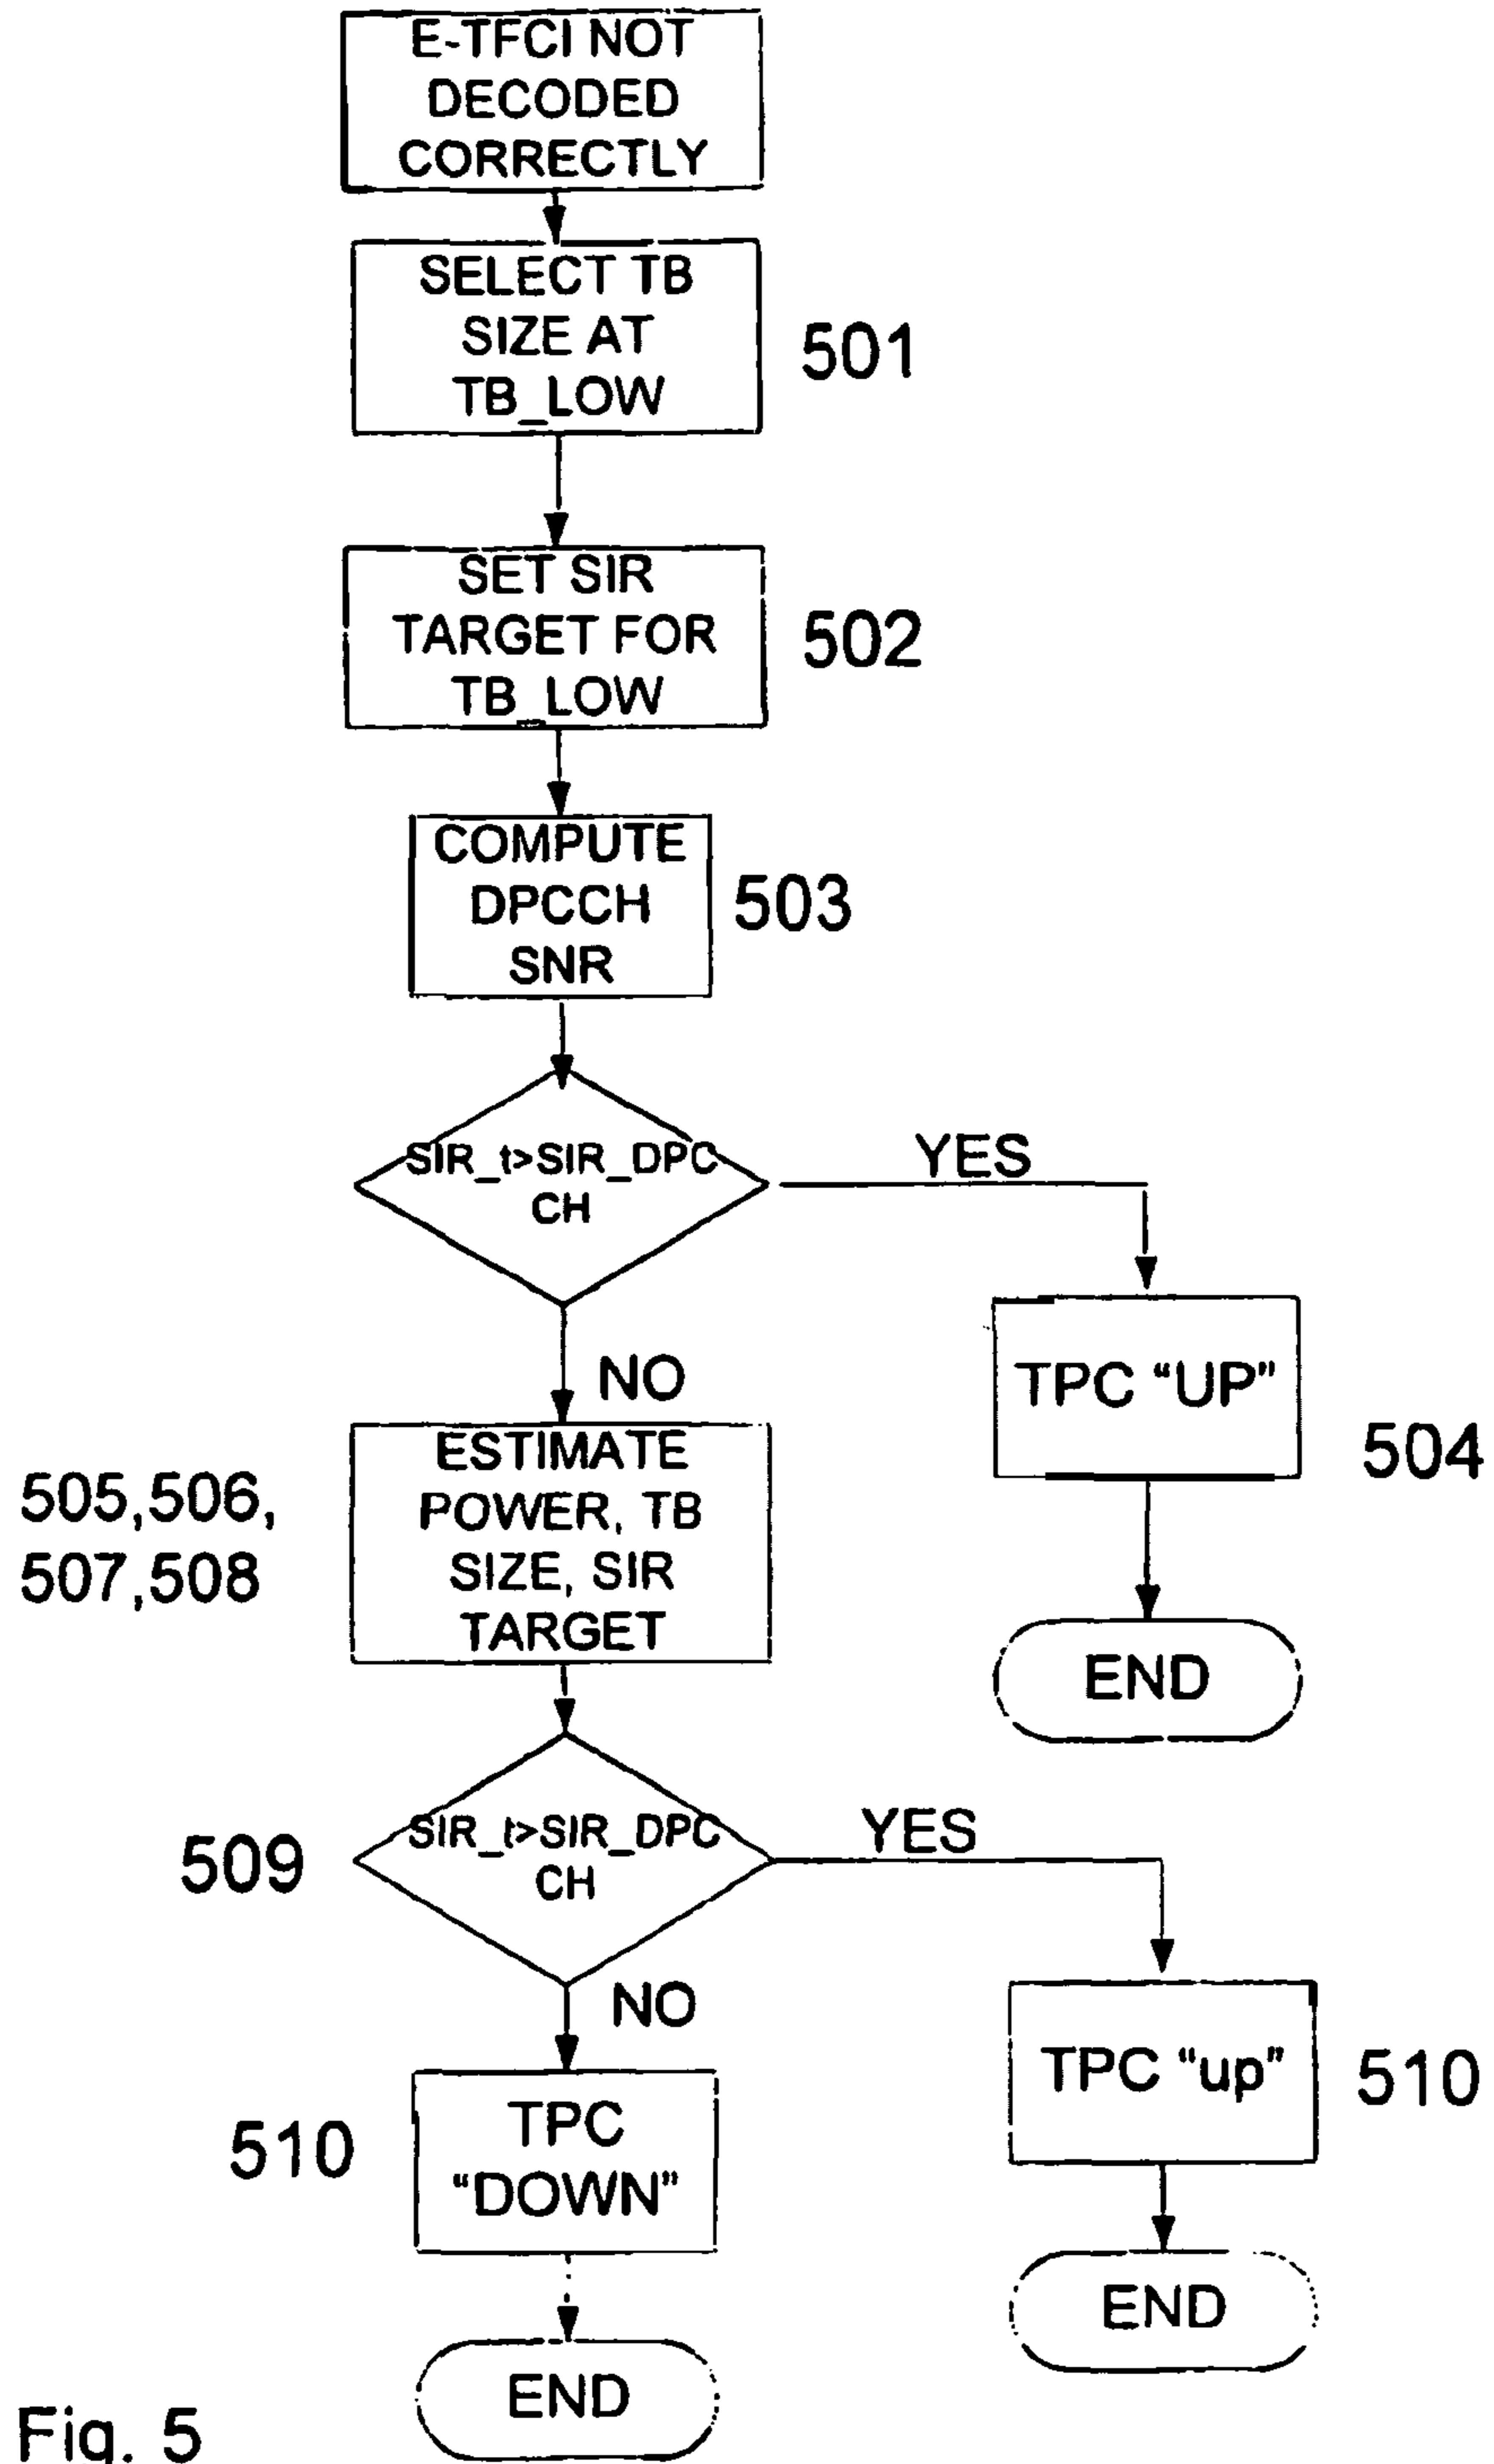 E-TFCI NOT
DECODED
CORRECTLY
SELECT TB
SIZE AT
TB_LOW
501
SET SIR
TARGET FOR
TB_LOW
502
COMPUTE
DPCCH
SNR
503
SIR_t>SIR_DPC
CH
YES
TPC “UP”
504
END
NO
505,506,
507,508
ESTIMATE
POWER, TB
SIZE, SIR
TARGET
509
SIR_t>SIR_DPC
CH
YES
TPC “up”
510
END
NO
510
TPC
“DOWN”
END
Fig. 5